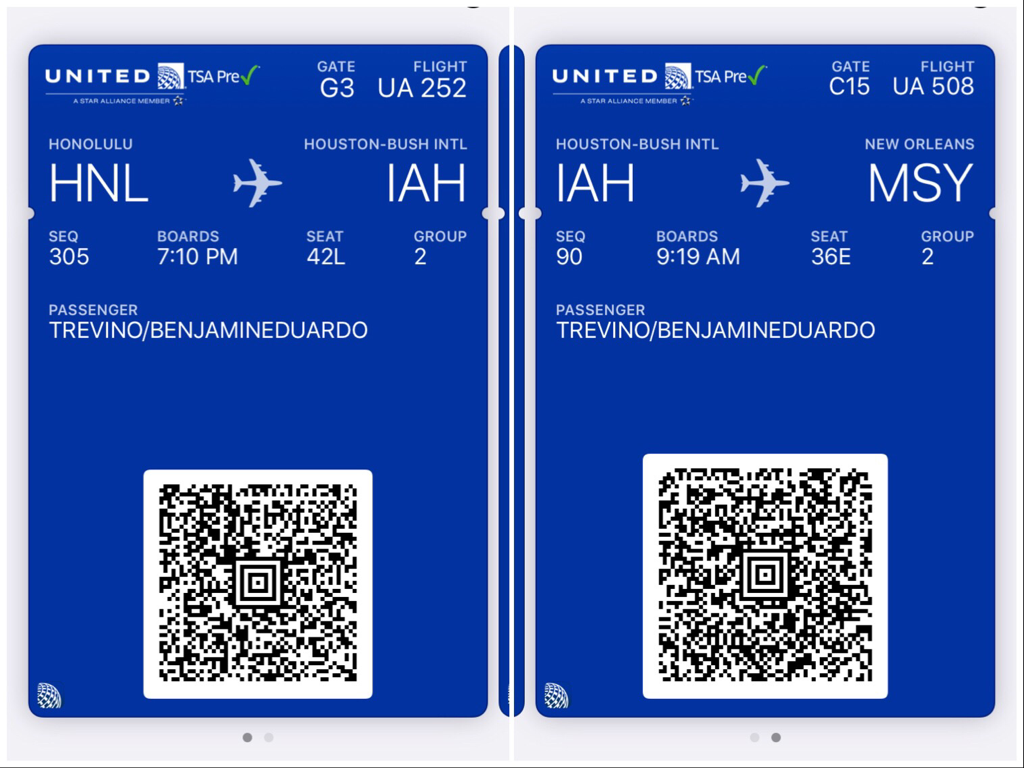 UNITED TSA Pre✓
A STAR ALLIANCE MEMBER
GATE FLIGHT
G3 UA 252
HONOLULU HOUSTON-BUSH INTL
HNL IAH
SEQ BOARDS SEAT GROUP
305 7:10 PM 42L 2
PASSENGER
TREVINO/BENJAMINEDUARDO
UNITED TSA Pre✓
A STAR ALLIANCE MEMBER
GATE FLIGHT
C15 UA 508
HOUSTON-BUSH INTL NEW ORLEANS
IAH MSY
SEQ BOARDS SEAT GROUP
90 9:19 AM 36E 2
PASSENGER
TREVINO/BENJAMINEDUARDO